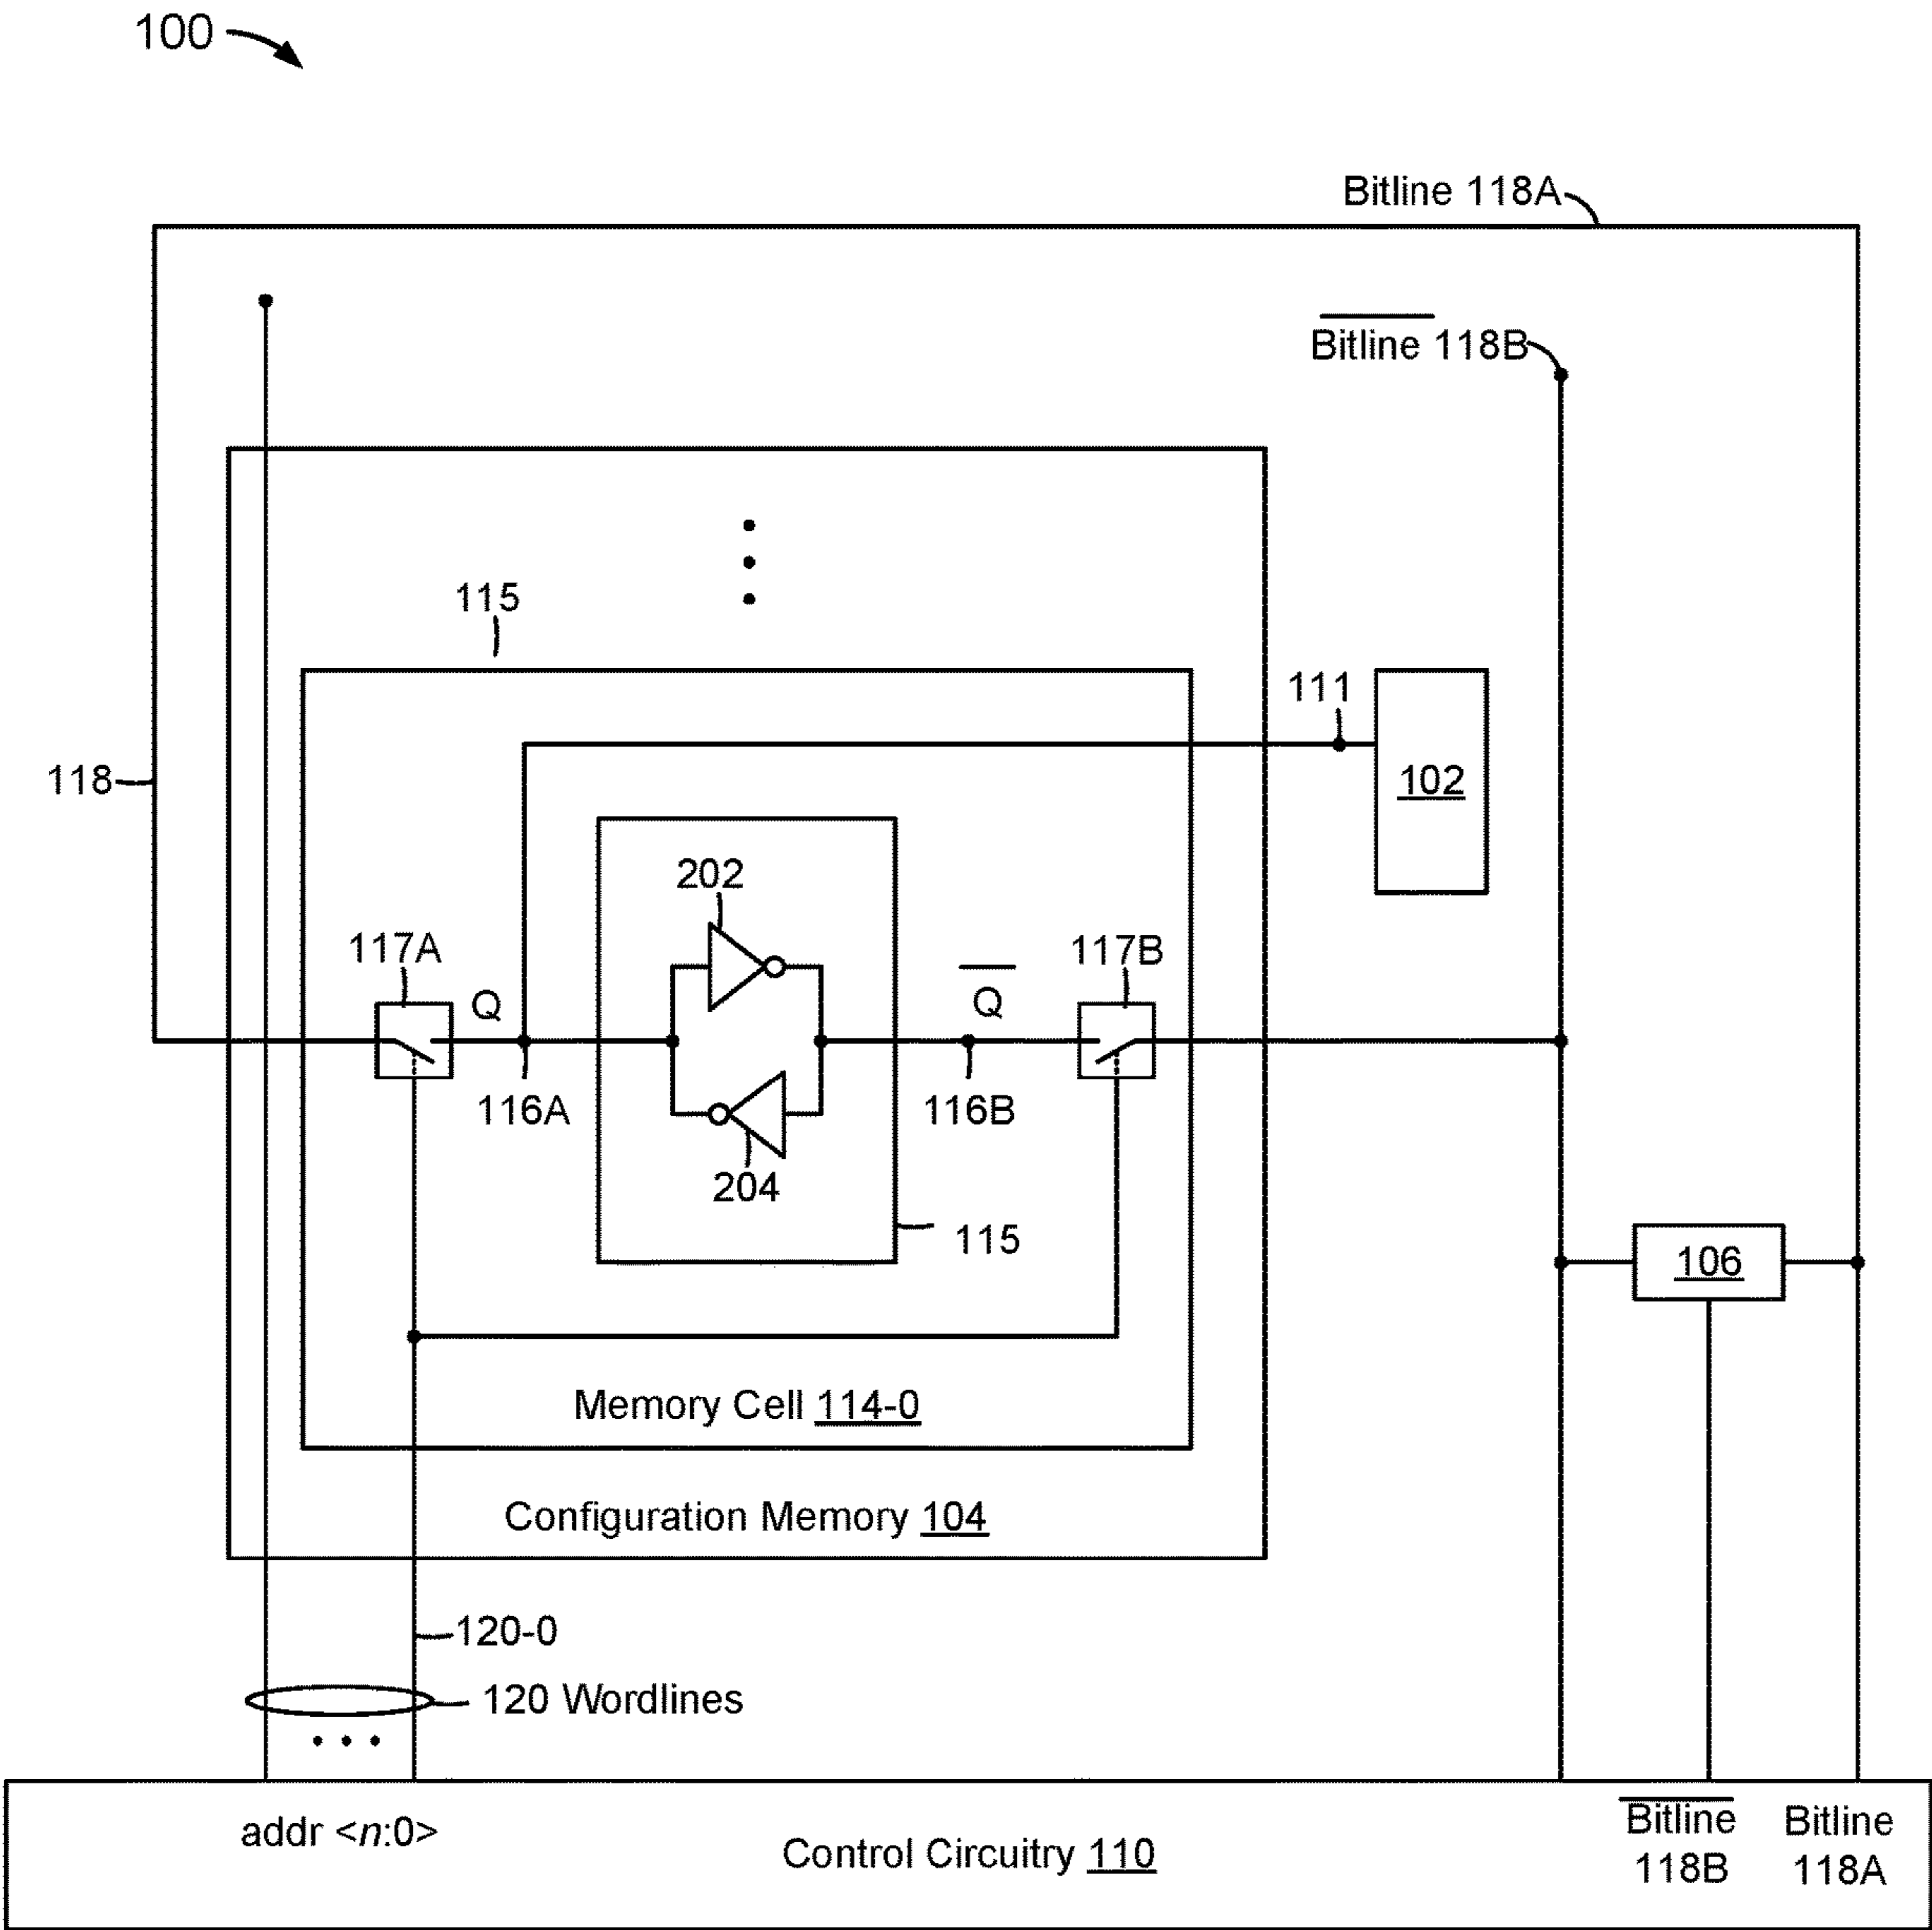 100
Bitline 118A
Bitline 118B
115
111
118
102
202
117A
Q
Q
117B
116A
116B
204
115
106
Memory Cell 114-0
Configuration Memory 104
120-0
120 Wordlines
addr <n:0>
Control Circuitry 110
Bitline
118B
Bitline
118A